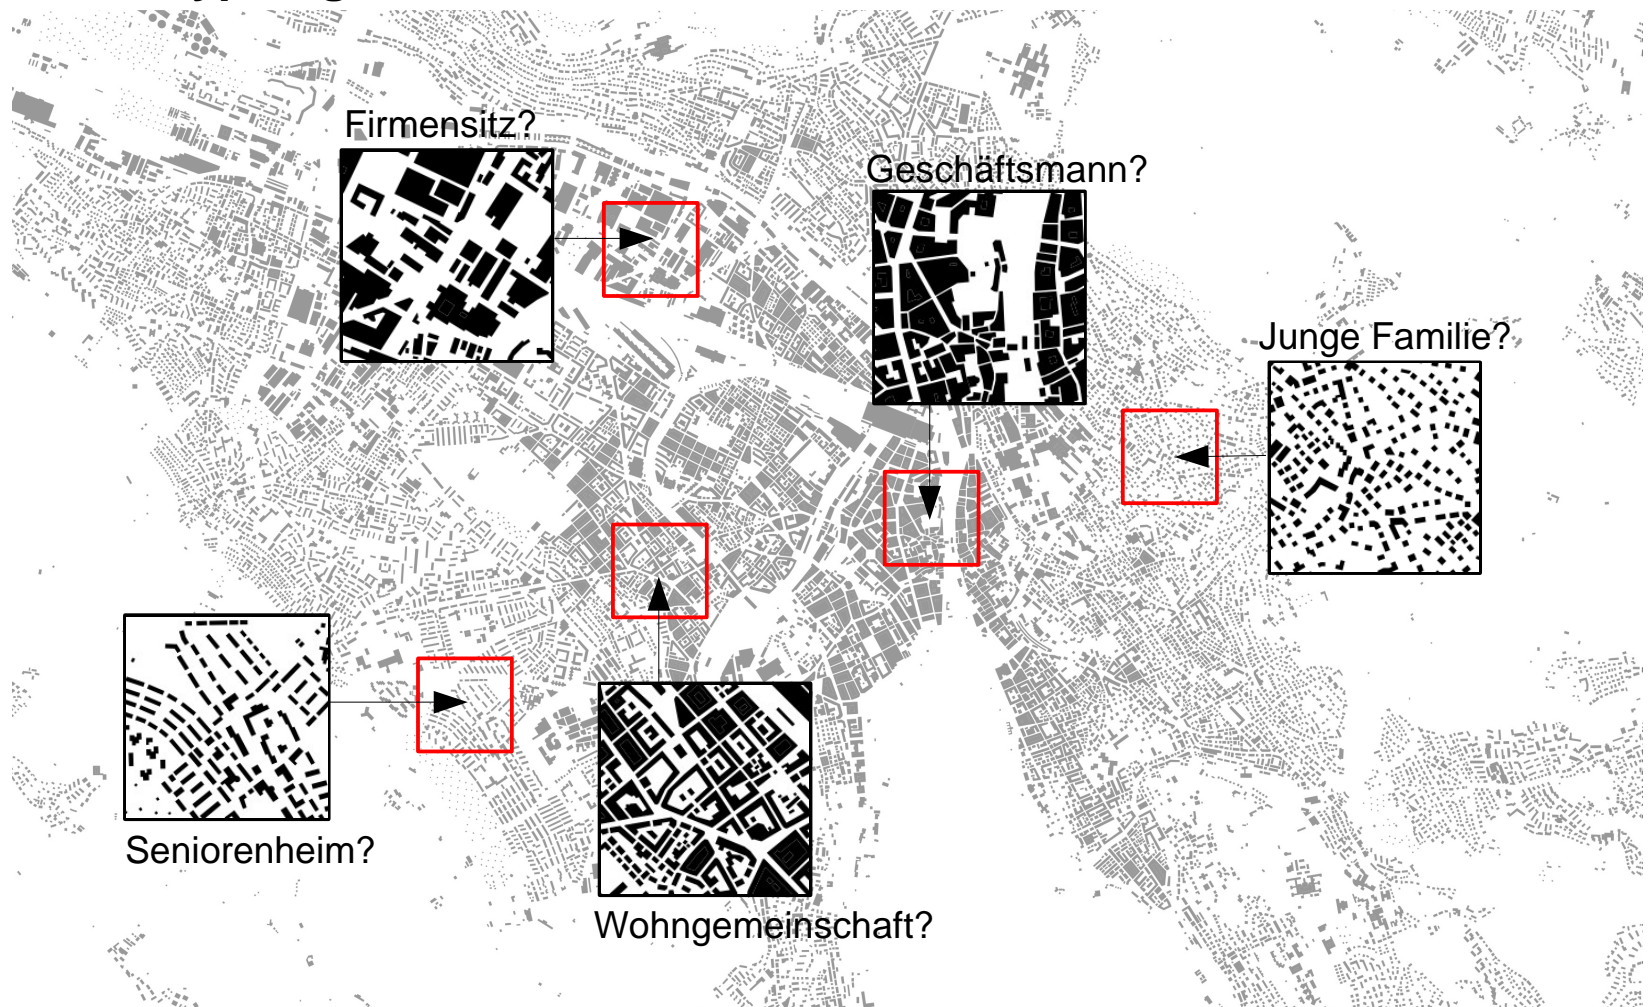 Firmensitz?
Geschäftsmann?
Junge Familie?
Seniorenheim?
Wohngemeinschaft?